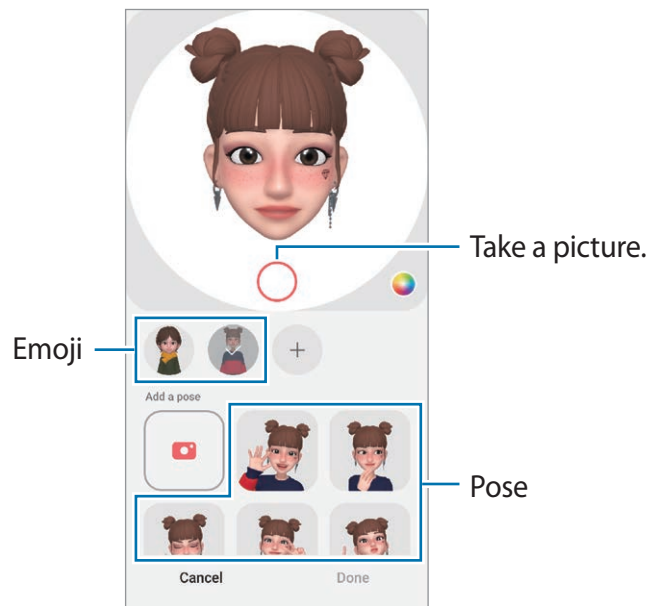 Take a picture.
Emoji
Add a pose
Pose
Cancel
Done